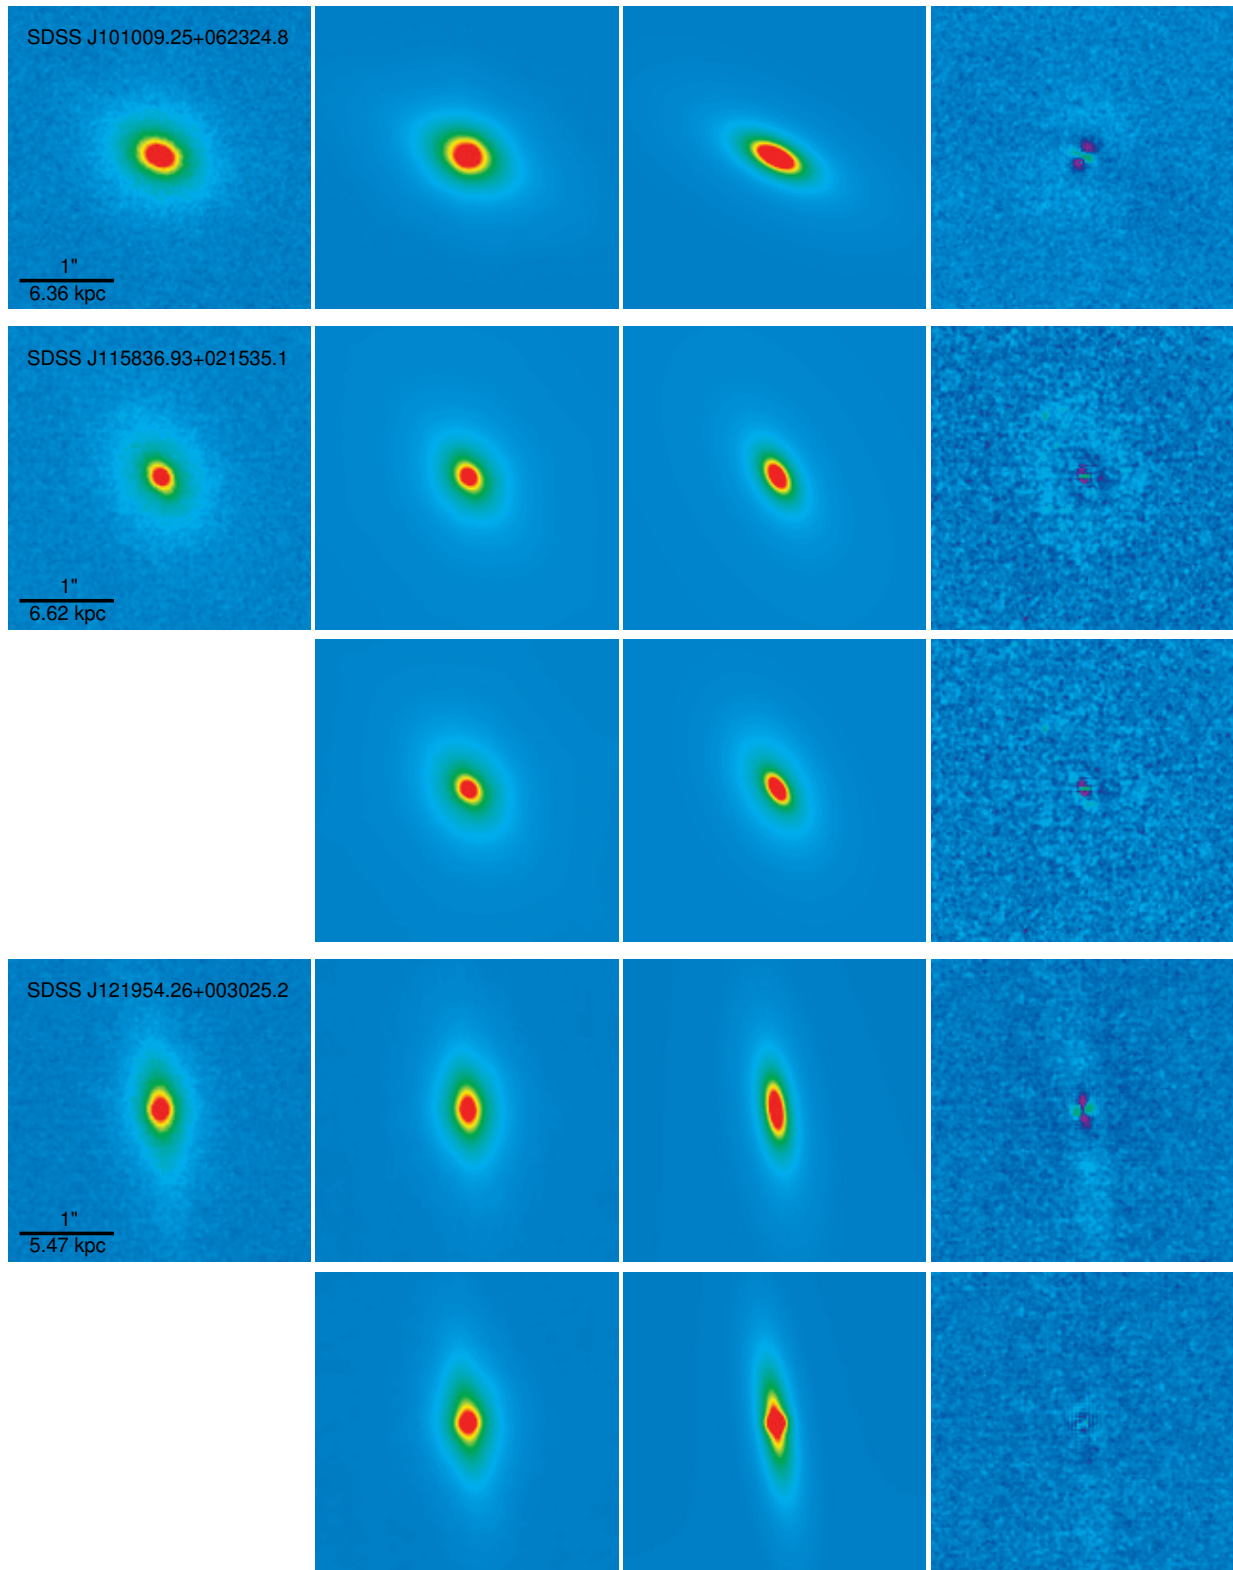 SDSS J101009.25+062324.8
1"
6.36 kpc
SDSS J115836.93+021535.1
1"
6.62 kpc
SDSS J121954.26+003025.2
1"
5.47 kpc